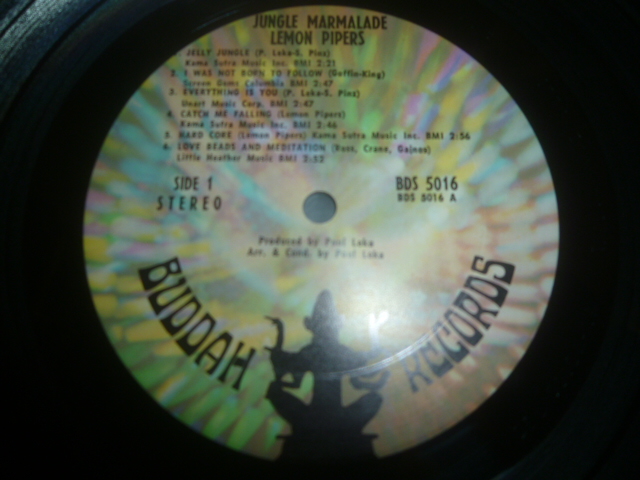 JUNGLE MARMALADE
LEMON PIPERS
JELLY JUNGLE (P. Leka-S. Pinz)
Kama Sutra Music Inc. BMI 2:21
2. I WAS NOT BORN TO FOLLOW (Goffin-King)
Screen Gems Columbia BMI 2:47
3. EVERYTHING IS YOU (P. Leka-S. Pinz)
Unart Music Corp. BMI 2:47
4. CATCH ME FALLING (Lemon Pipers)
Kama Sutra Music Inc. BMI 2:46
5. HARD CORE (Lemon Pipers) Kama Sutra Music Inc. BMI 2:56
6. LOVE BEADS AND MEDITATION (Bass, Crane, Gaines)
Little Heather Music BMI 2:52
SIDE 1
STEREO
BDS 5016
BDS 5016 A
Produced by Paul Leka
Arr. & Cond. by Paul Leka
BUDDAH RECORDS